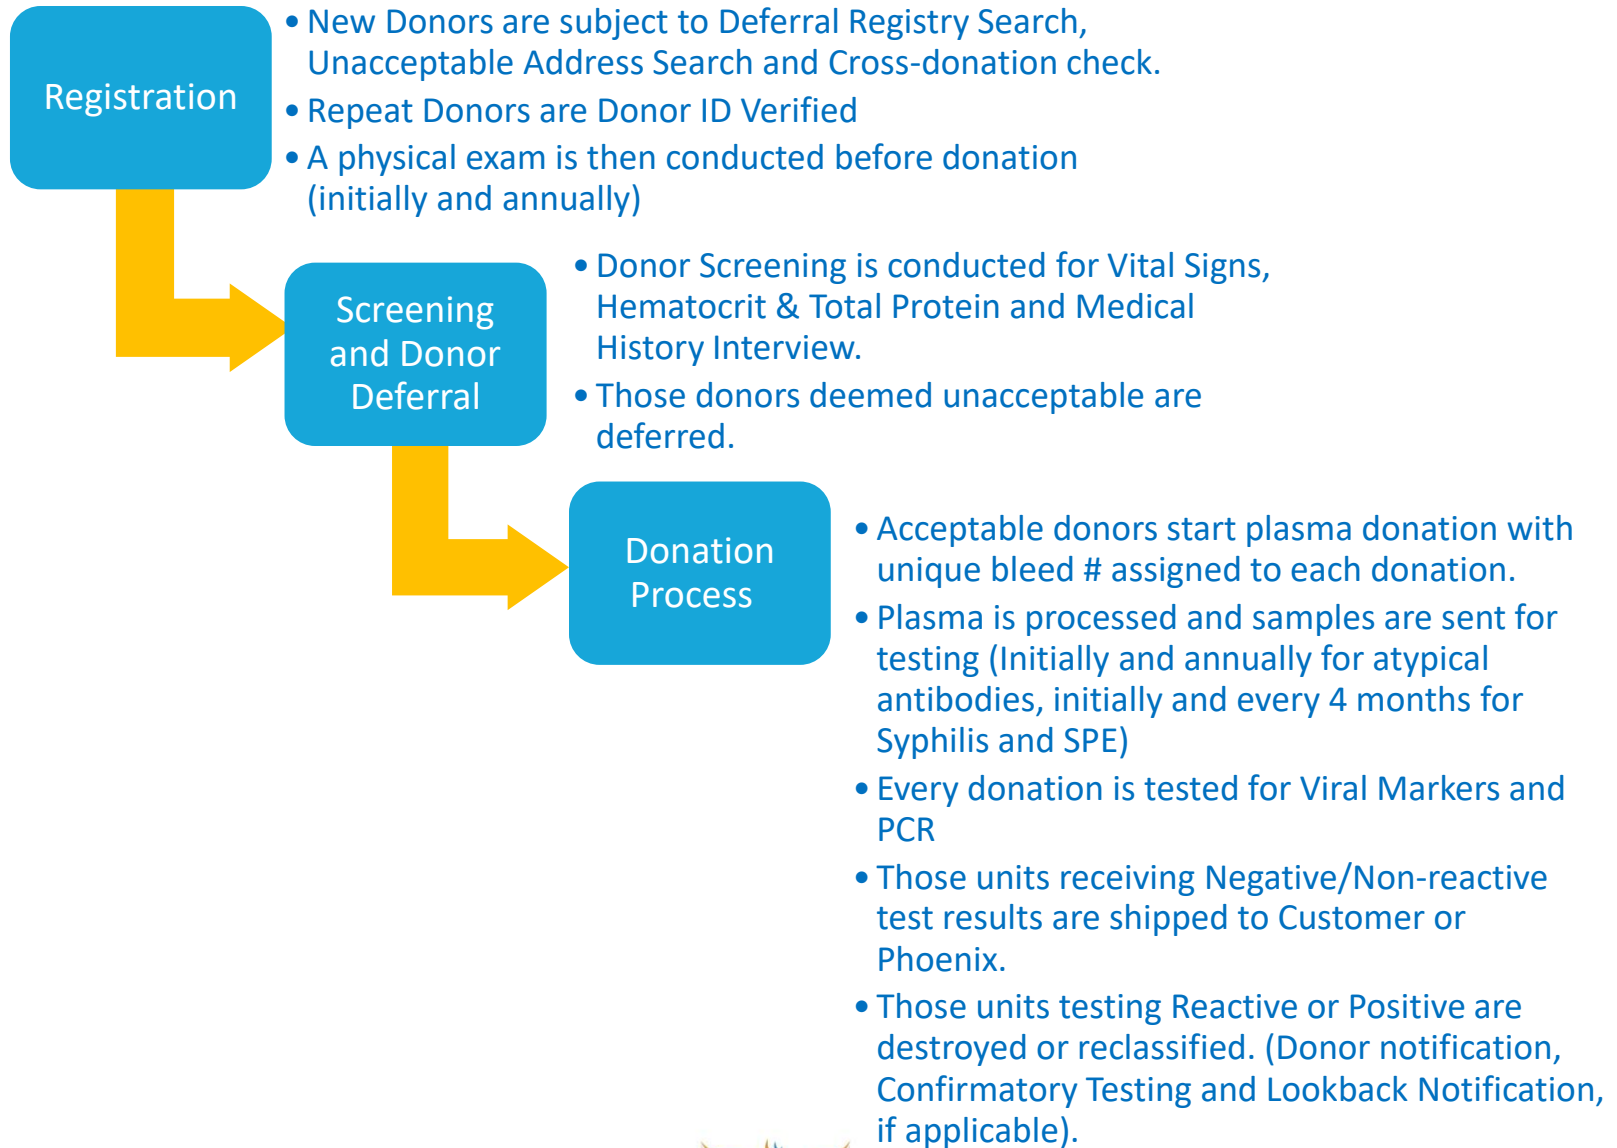 Registration
• New Donors are subject to Deferral Registry Search,
Unacceptable Address Search and Cross-donation check.
• Repeat Donors are Donor ID Verified
• A physical exam is then conducted before donation
(initially and annually)
Screening
and Donor
Deferral
• Donor Screening is conducted for Vital Signs,
Hematocrit & Total Protein and Medical
History Interview.
• Those donors deemed unacceptable are
deferred.
Donation
Process
• Acceptable donors start plasma donation with
unique bleed # assigned to each donation.
• Plasma is processed and samples are sent for
testing (Initially and annually for atypical
antibodies, initially and every 4 months for
Syphilis and SPE)
• Every donation is tested for Viral Markers and
PCR
• Those units receiving Negative/Non-reactive
test results are shipped to Customer or
Phoenix.
• Those units testing Reactive or Positive are
destroyed or reclassified. (Donor notification,
Confirmatory Testing and Lookback Notification,
if applicable).